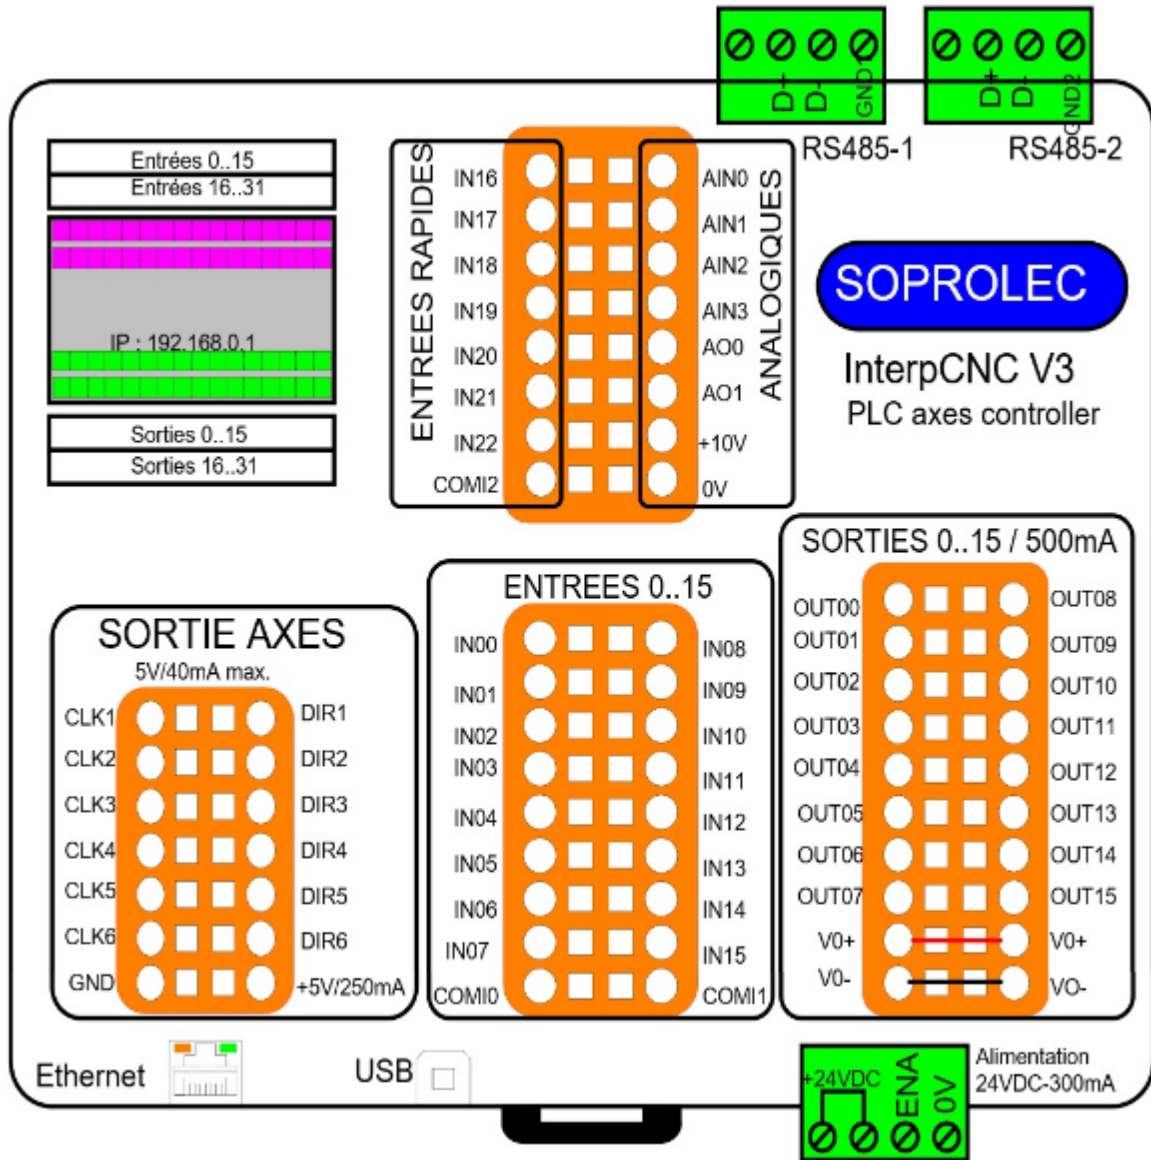 D+
D-
GND1
RS485-1
D+
D-
GND2
RS485-2
Entrées 0..15
Entrées 16..31
IP : 192.168.0.1
Sorties 0..15
Sorties 16..31
ENTREES RAPIDES
IN16
IN17
IN18
IN19
IN20
IN21
IN22
COMI2
ANALOGIQUES
AIN0
AIN1
AIN2
AIN3
AO0
AO1
+10V
0V
SOPROLEC
InterpCNC V3
PLC axes controller
SORTIE AXES
5V/40mA max.
CLK1 DIR1
CLK2 DIR2
CLK3 DIR3
CLK4 DIR4
CLK5 DIR5
CLK6 DIR6
GND +5V/250mA
ENTREES 0..15
IN00 IN08
IN01 IN09
IN02 IN10
IN03 IN11
IN04 IN12
IN05 IN13
IN06 IN14
IN07 IN15
COMI0 COMI1
SORTIES 0..15 / 500mA
OUT00 OUT08
OUT01 OUT09
OUT02 OUT10
OUT03 OUT11
OUT04 OUT12
OUT05 OUT13
OUT06 OUT14
OUT07 OUT15
V0+ V0+
V0- VO-
Ethernet
USB
+24VDC
ENA
0V
Alimentation
24VDC-300mA